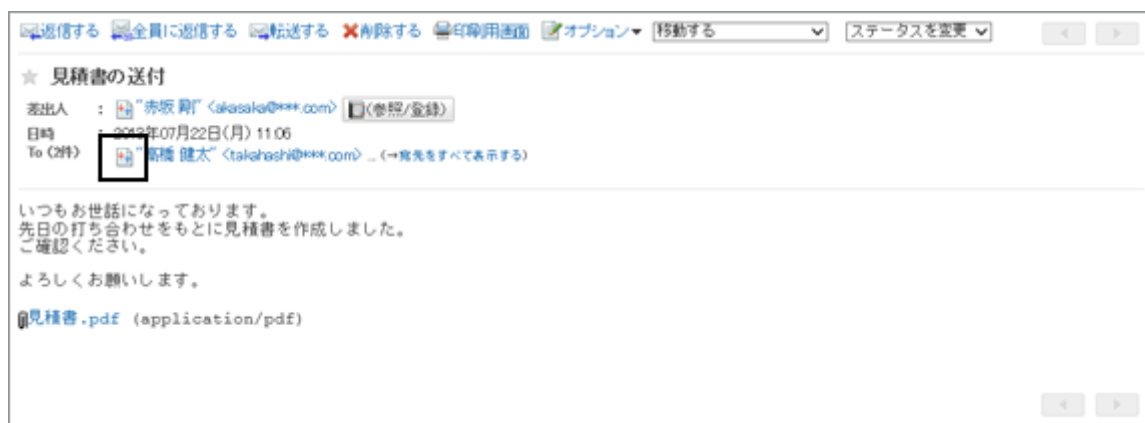 返信する 全員に返信する 転送する 削除する 印刷用画面 オプション▼ 移動する ステータスを変更
★ 見積書の送付
差出人 : "赤坂 剛" <akasaka@***.com> (参照/登録)
日時 : 2013年07月22日(月) 11:06
To (2件) "高橋 健太" <takahashi@***.com> … (→宛先をすべて表示する)
いつもお世話になっております。
先日の打ち合わせをもとに見積書を作成しました。
ご確認ください。
よろしくお願いします。
見積書.pdf (application/pdf)